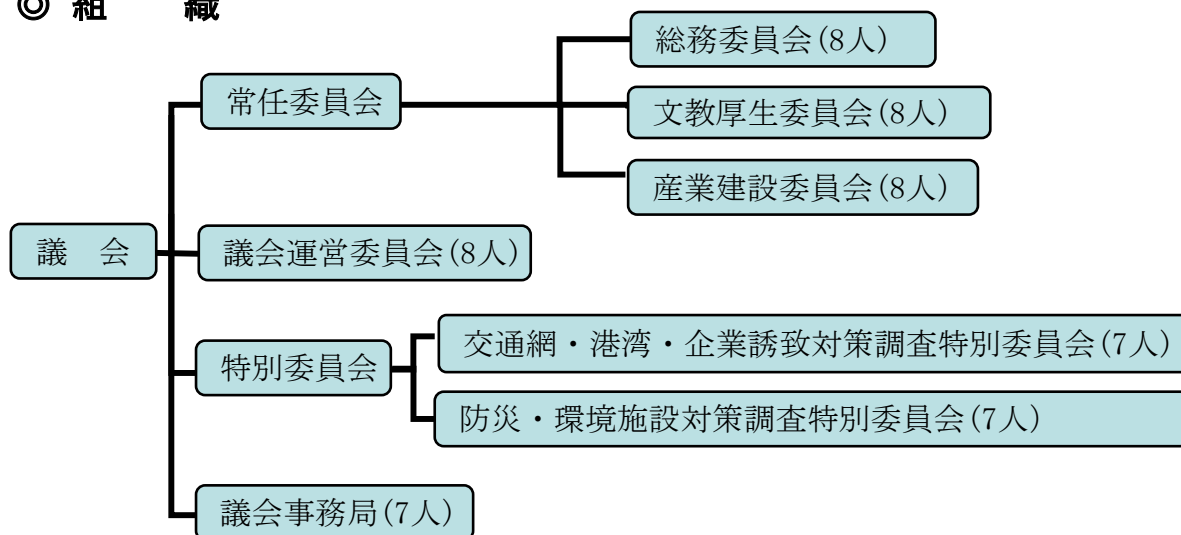 ◎ 組　　織
総務委員会(8人)
常任委員会
文教厚生委員会(8人)
産業建設委員会(8人)
議　会
議会運営委員会(8人)
交通網・港湾・企業誘致対策調査特別委員会(7人)
特別委員会
防災・環境施設対策調査特別委員会(7人)
議会事務局(7人)